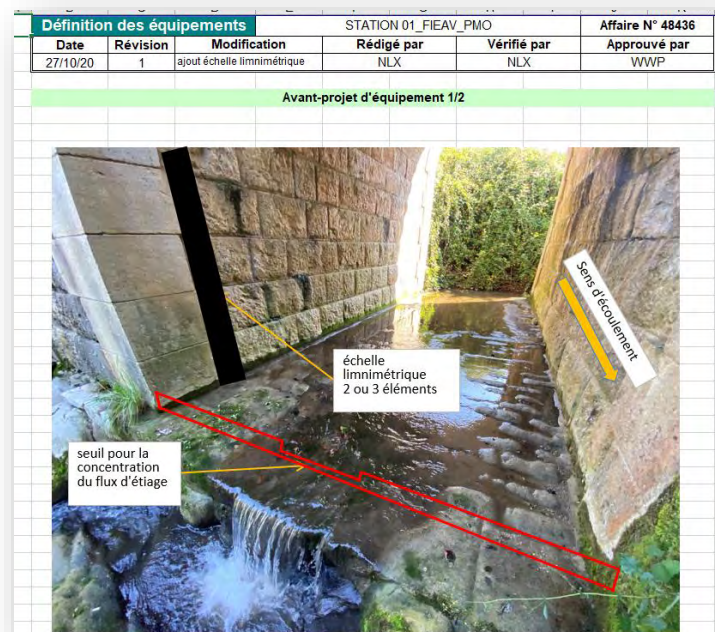 Définition des équipements STATION 01_FIEAV_PMO Affaire N° 48436
Date Révision Modification Rédigé par Vérifié par Approuvé par
27/10/20 1 ajout échelle limnimétrique NLX NLX WWP
Avant-projet d'équipement 1/2
Sens d'écoulement
échelle
limnimétrique
2 ou 3 éléments
seuil pour la
concentration
du flux d'étiage